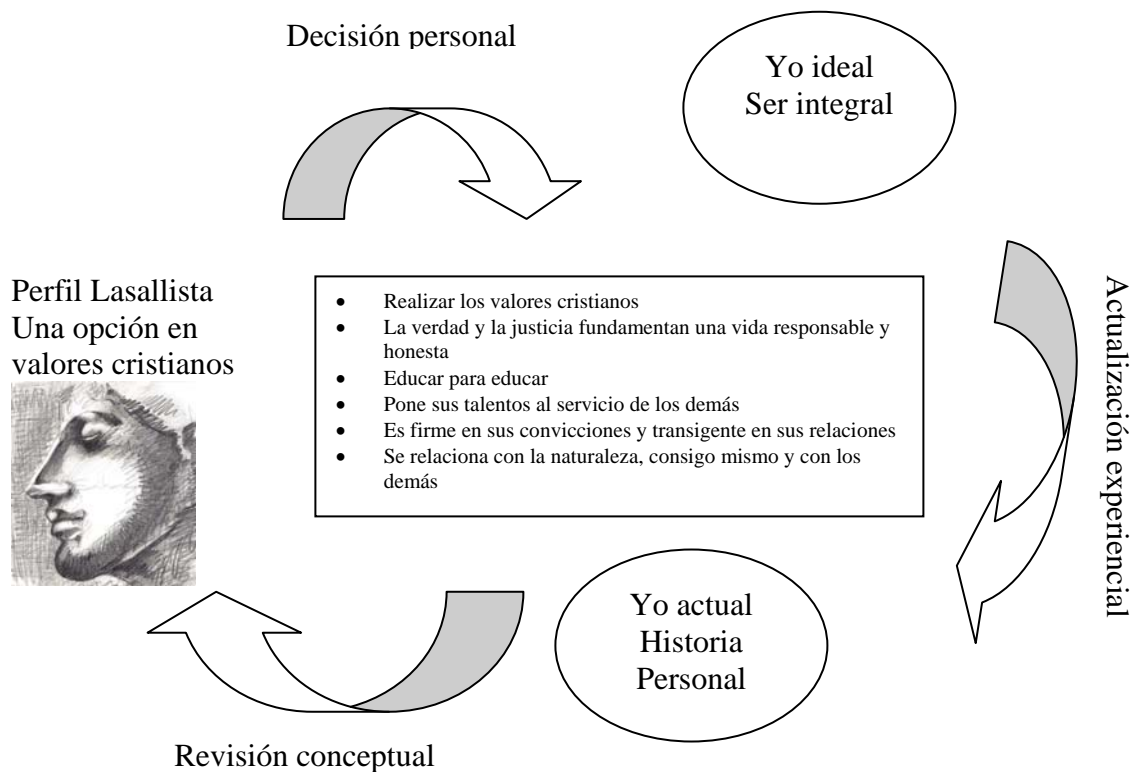 Decisión personal
Yo ideal
Ser integral
Perfil Lasallista
Una opción en
valores cristianos
• Realizar los valores cristianos
• La verdad y la justicia fundamentan una vida responsable y
honesta
• Educar para educar
• Pone sus talentos al servicio de los demás
• Es firme en sus convicciones y transigente en sus relaciones
• Se relaciona con la naturaleza, consigo mismo y con los
demás
Actualización experiencial
Yo actual
Historia
Personal
Revisión conceptual